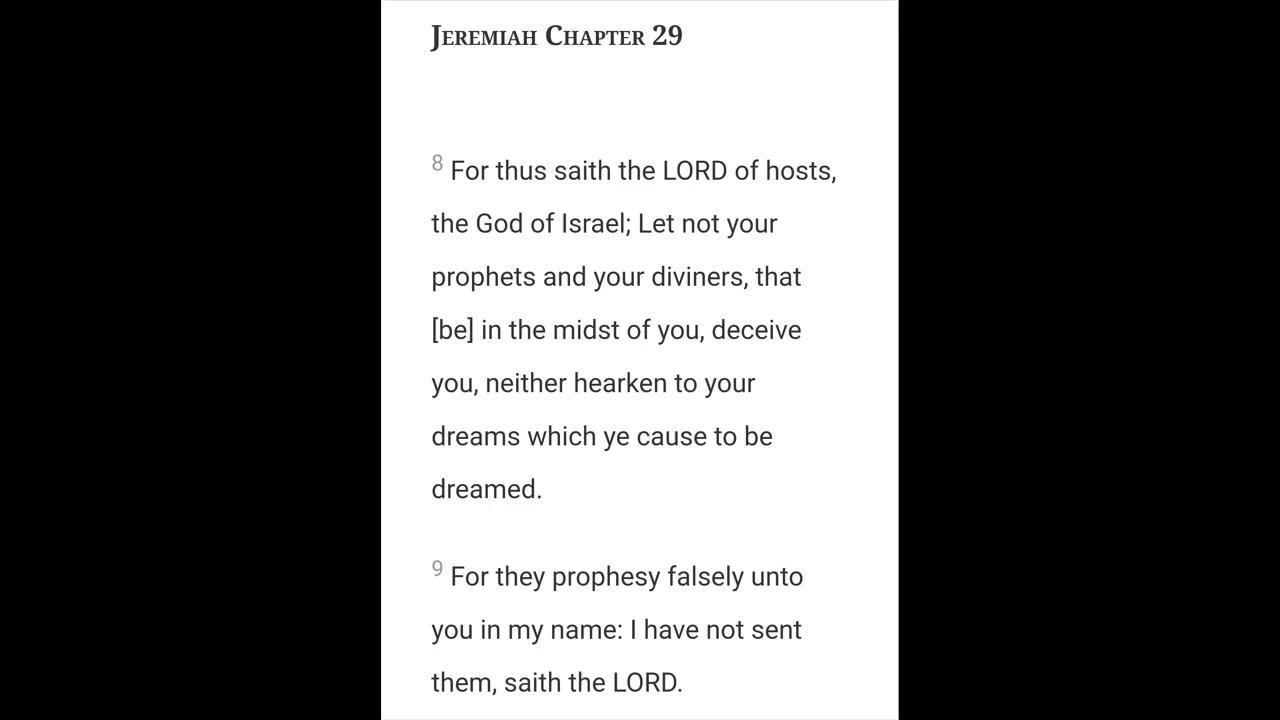 Jeremiah Chapter 29
8 For thus saith the LORD of hosts,
the God of Israel; Let not your
prophets and your diviners, that
[be] in the midst of you, deceive
you, neither hearken to your
dreams which ye cause to be
dreamed.
9 For they prophesy falsely unto
you in my name: I have not sent
them, saith the LORD.